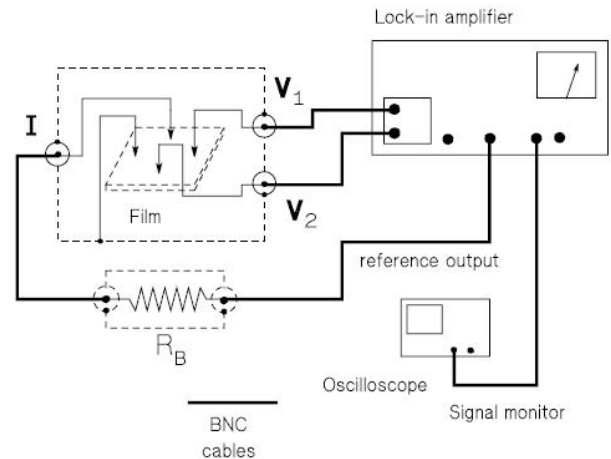 Lock-in amplifier
V1
I
Film
V2
reference output
RB
Oscilloscope
Signal monitor
BNC
cables